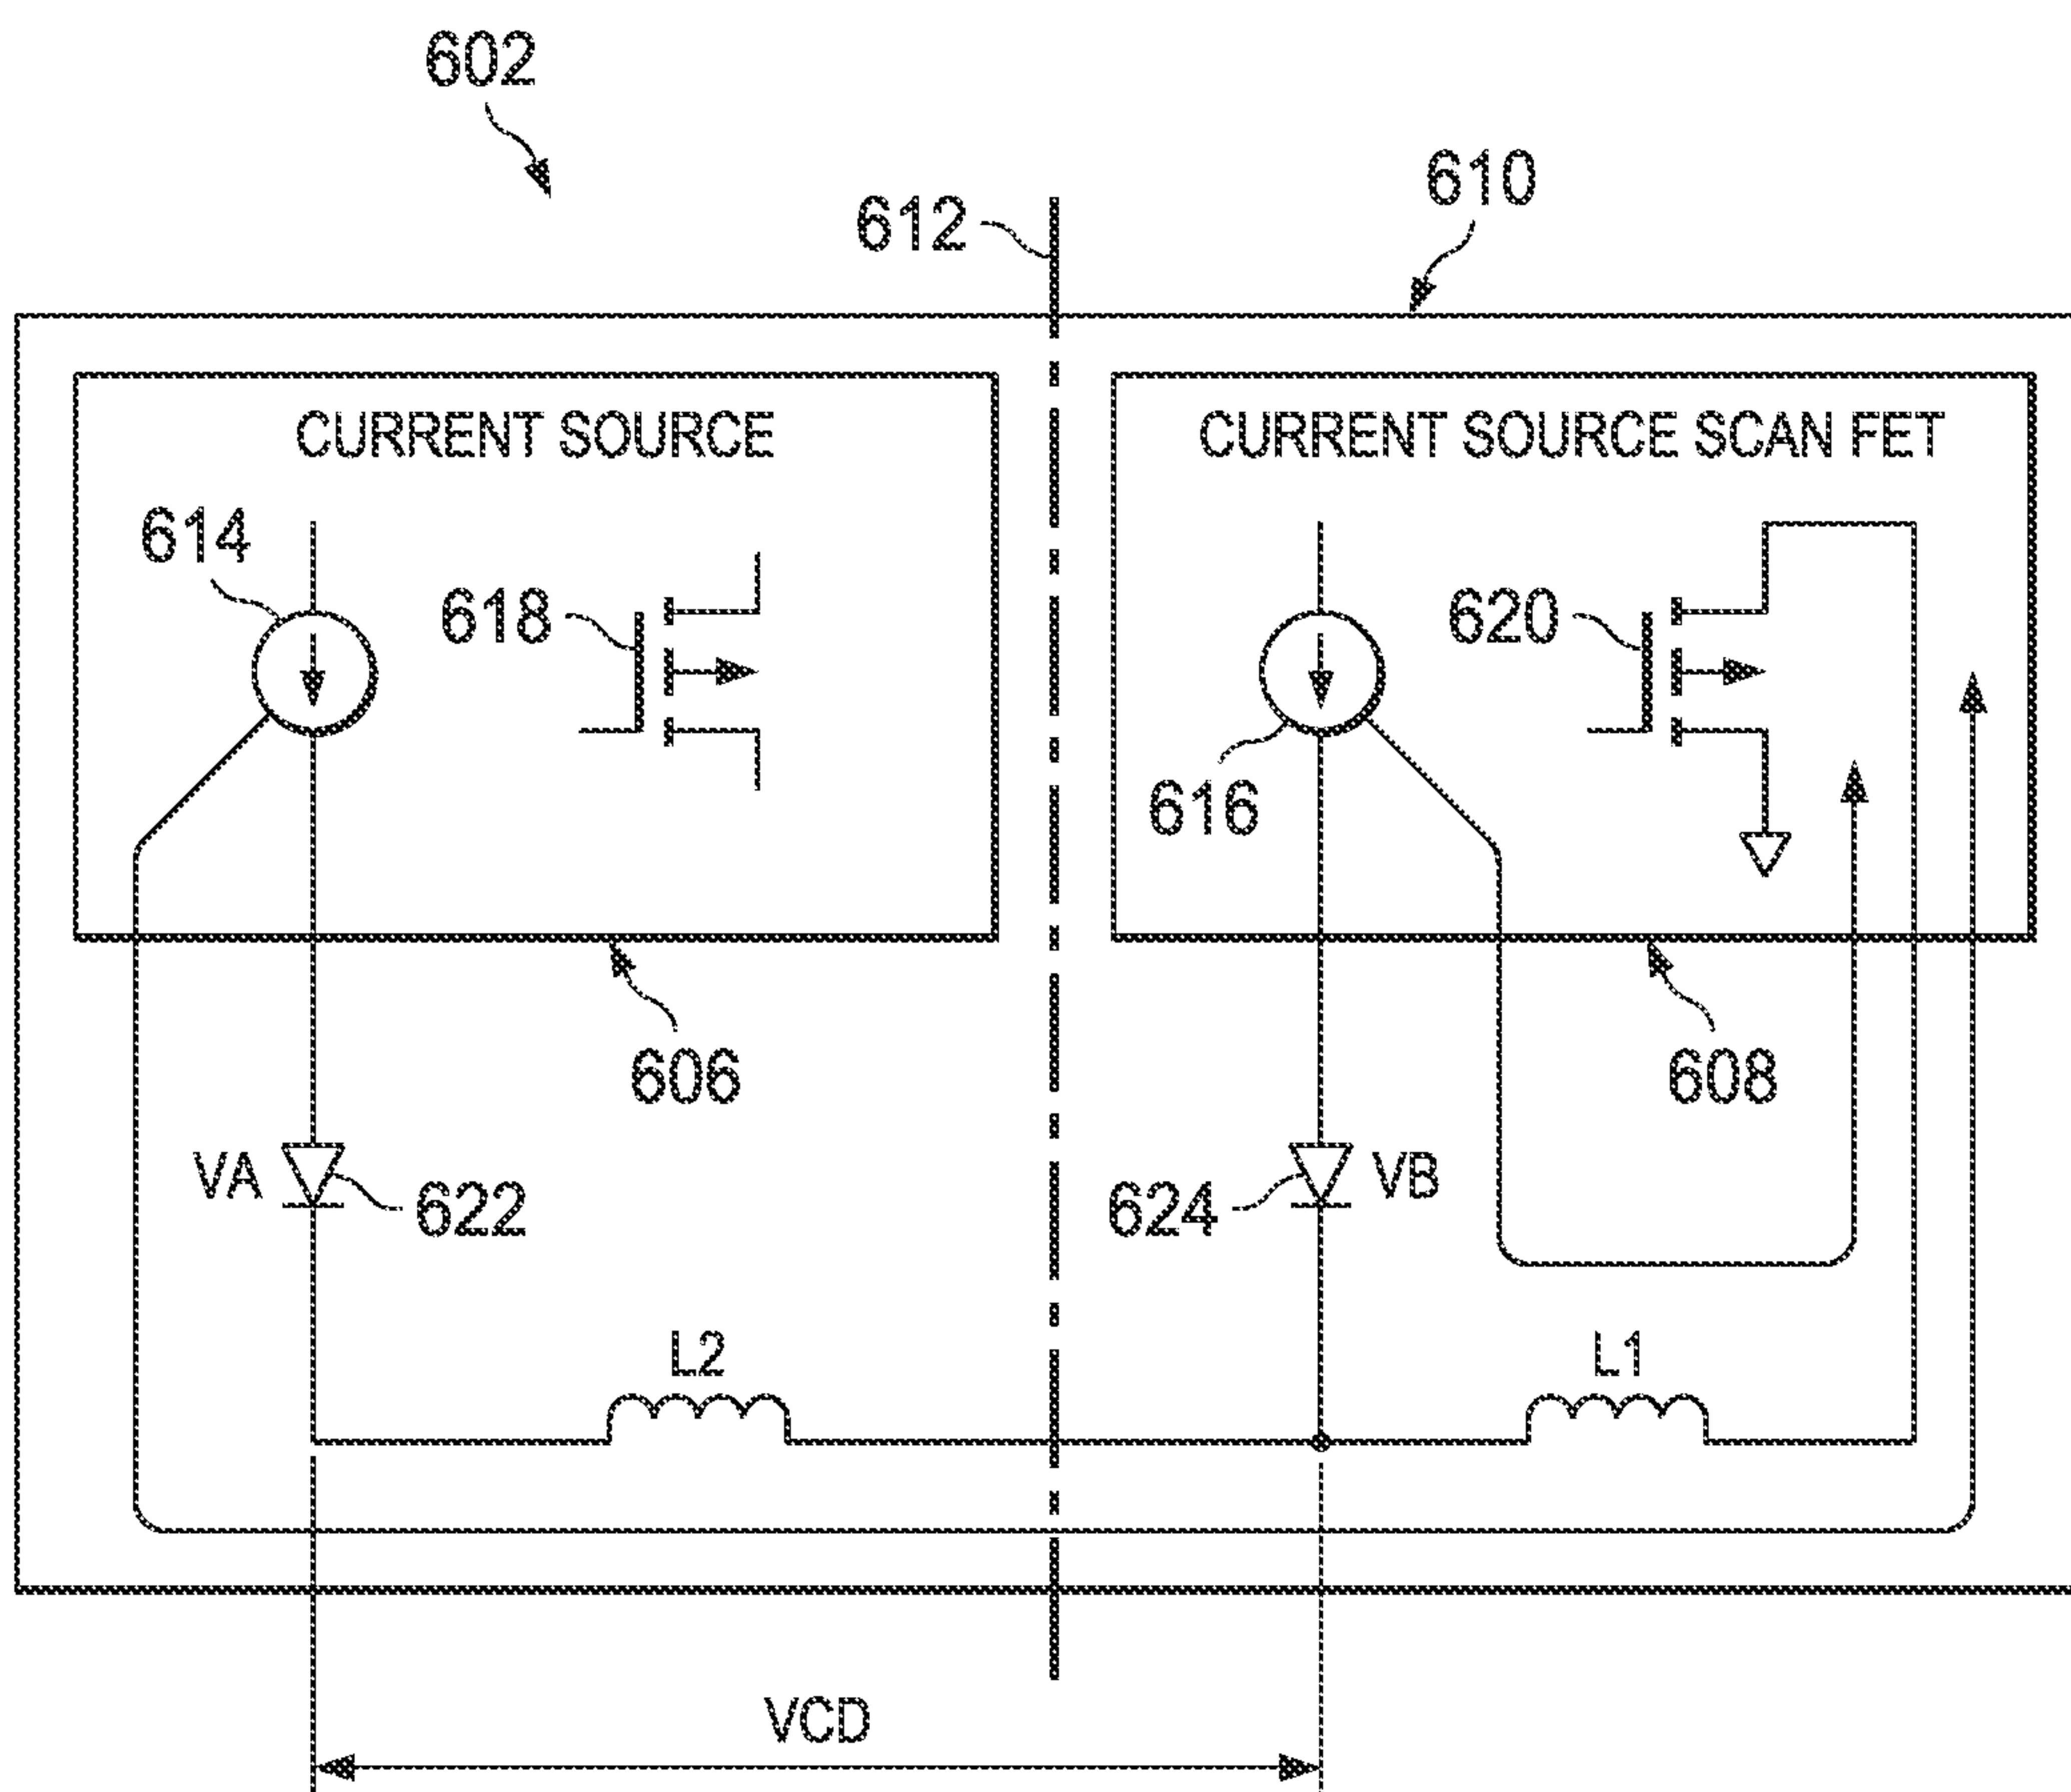 602
610
612
CURRENT SOURCE
CURRENT SOURCE SCAN FET
614
618
620
616
606
608
VA
622
624
VB
L2
L1
VCD